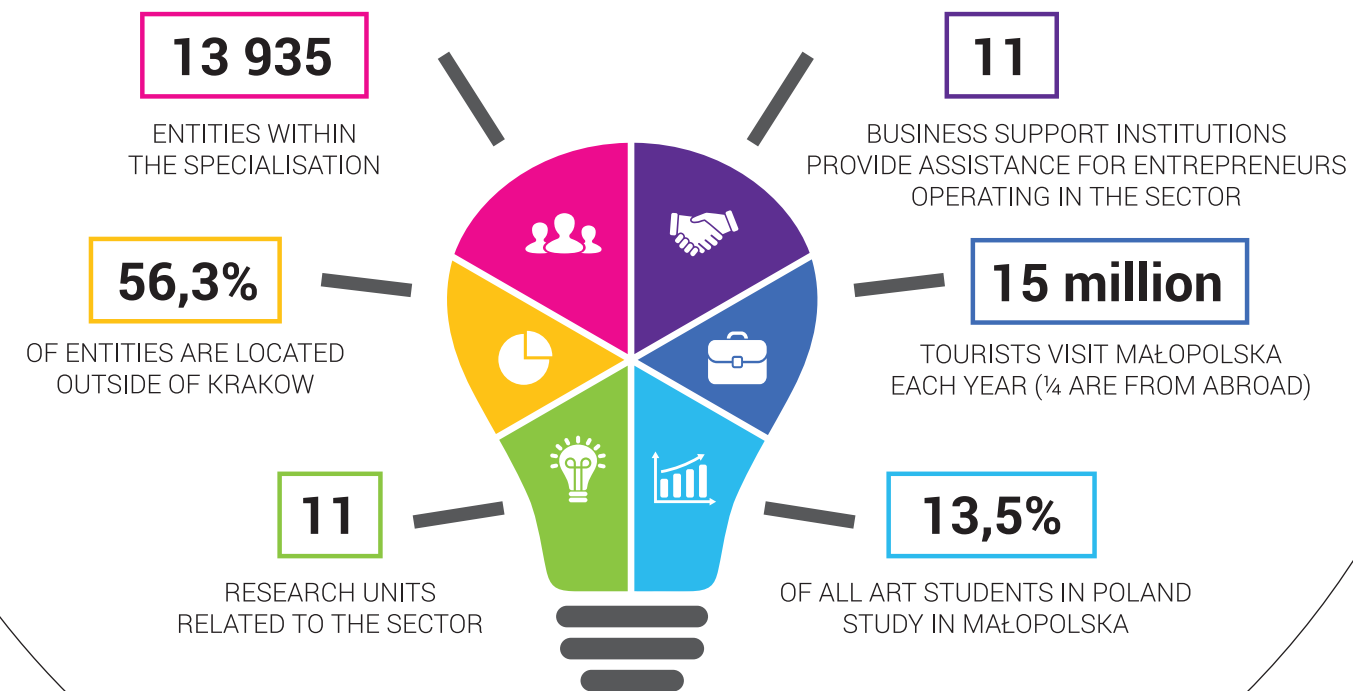 13 935
ENTITIES WITHIN
THE SPECIALISATION
11
BUSINESS SUPPORT INSTITUTIONS
PROVIDE ASSISTANCE FOR ENTREPRENEURS
OPERATING IN THE SECTOR
56,3%
OF ENTITIES ARE LOCATED
OUTSIDE OF KRAKOW
15 million
TOURISTS VISIT MAŁOPOLSKA
EACH YEAR (¼ ARE FROM ABROAD)
11
RESEARCH UNITS
RELATED TO THE SECTOR
13,5%
OF ALL ART STUDENTS IN POLAND
STUDY IN MAŁOPOLSKA